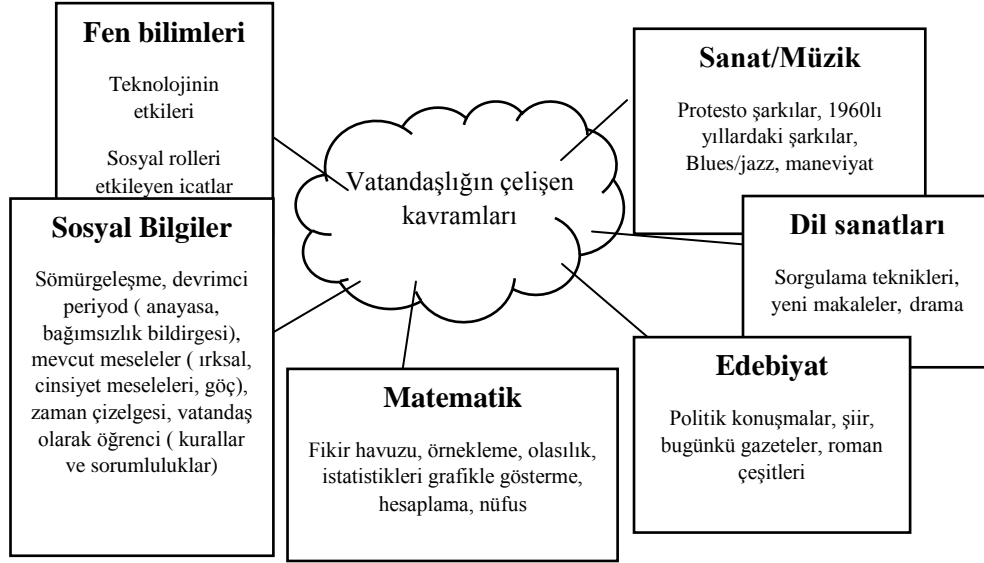 Fen bilimleri
Teknolojinin
etkileri
Sosyal rolleri
etkileyen icatlar
Sanat/Müzik
Protesto şarkılar, 1960lı
yıllardaki şarkılar,
Blues/jazz, maneviyat
Vatandaşlığın çelişen
kavramları
Sosyal Bilgiler
Sömürgeleşme, devrimci
periyod ( anayasa,
bağımsızlık bildirgesi),
mevcut meseleler ( ırksal,
cinsiyet meseleleri, göç),
zaman çizelgesi, vatandaş
olarak öğrenci ( kurallar
ve sorumluluklar)
Dil sanatları
Sorgulama teknikleri,
yeni makaleler, drama
Matematik
Fikir havuzu, örnekleme, olasılık,
istatistikleri grafikle gösterme,
hesaplama, nüfus
Edebiyat
Politik konuşmalar, şiir,
bugünkü gazeteler, roman
çeşitleri